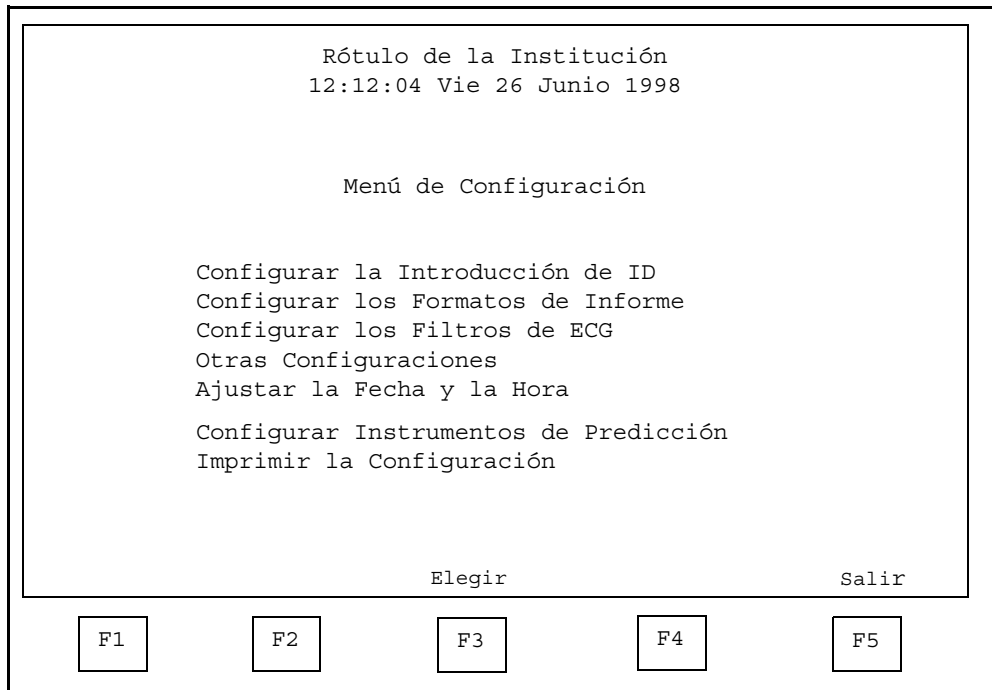 Rótulo de la Institución
12:12:04 Vie 26 Junio 1998
Menú de Configuración
Configurar la Introducción de ID
Configurar los Formatos de Informe
Configurar los Filtros de ECG
Otras Configuraciones
Ajustar la Fecha y la Hora
Configurar Instrumentos de Predicción
Imprimir la Configuración
Elegir Salir
F1 F2 F3 F4 F5